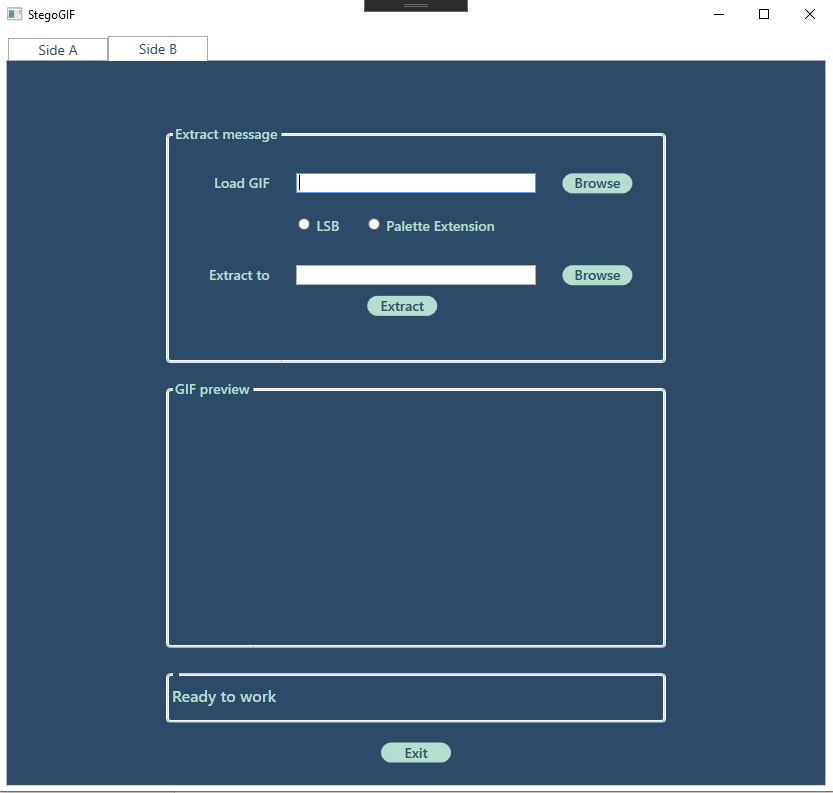 StegoGIF
Side A
Side B
Extract message
Load GIF
Browse
LSB
Palette Extension
Extract to
Browse
Extract
GIF preview
Ready to work
Exit